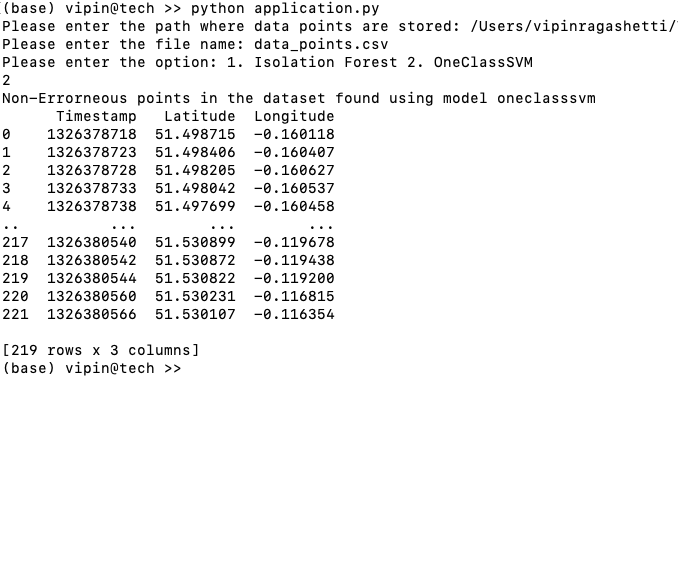 (base) vipin@tech >> python application.py
Please enter the path where data points are stored: /Users/vipinragashetti/
Please enter the file name: data_points.csv
Please enter the option: 1. Isolation Forest 2. OneClassSVM
2
Non-Errorneous points in the dataset found using model oneclasssvm
      Timestamp   Latitude  Longitude
0    1326378718  51.498715  -0.160118
1    1326378723  51.498406  -0.160407
2    1326378728  51.498205  -0.160627
3    1326378733  51.498042  -0.160537
4    1326378738  51.497699  -0.160458
..          ...        ...        ...
217  1326380540  51.530899  -0.119678
218  1326380542  51.530872  -0.119438
219  1326380544  51.530822  -0.119200
220  1326380560  51.530231  -0.116815
221  1326380566  51.530107  -0.116354
[219 rows x 3 columns]
(base) vipin@tech >>